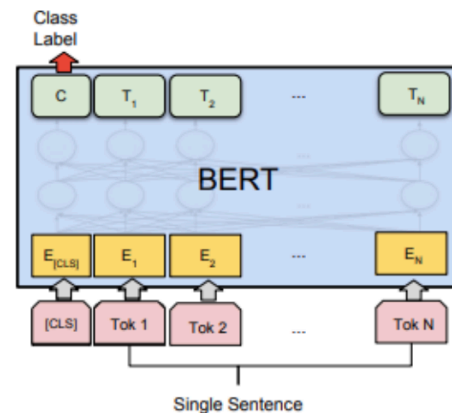 Class
Label
C T1 T2 ... TN
...
BERT
...
E[CLS] E1 E2 ... EN
[CLS] Tok 1 Tok 2 ... Tok N
Single Sentence